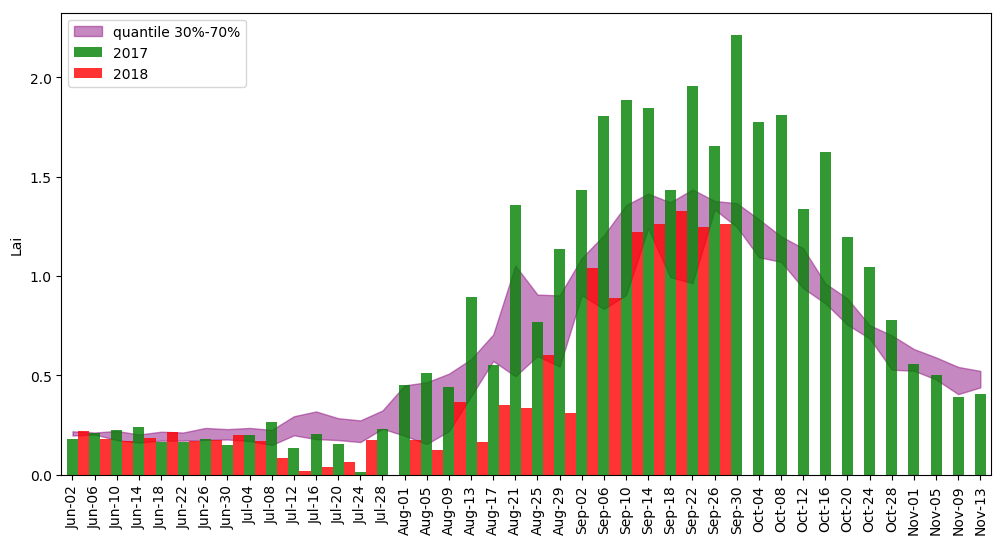 quantile 30%-70%
2017
2018
Lai
2.0
1.5
1.0
0.5
0.0
Jun-02
Jun-06
Jun-10
Jun-14
Jun-18
Jun-22
Jun-26
Jun-30
Jul-04
Jul-08
Jul-12
Jul-16
Jul-20
Jul-24
Jul-28
Aug-01
Aug-05
Aug-09
Aug-13
Aug-17
Aug-21
Aug-25
Aug-29
Sep-02
Sep-06
Sep-10
Sep-14
Sep-18
Sep-22
Sep-26
Sep-30
Oct-04
Oct-08
Oct-12
Oct-16
Oct-20
Oct-24
Oct-28
Nov-01
Nov-05
Nov-09
Nov-13